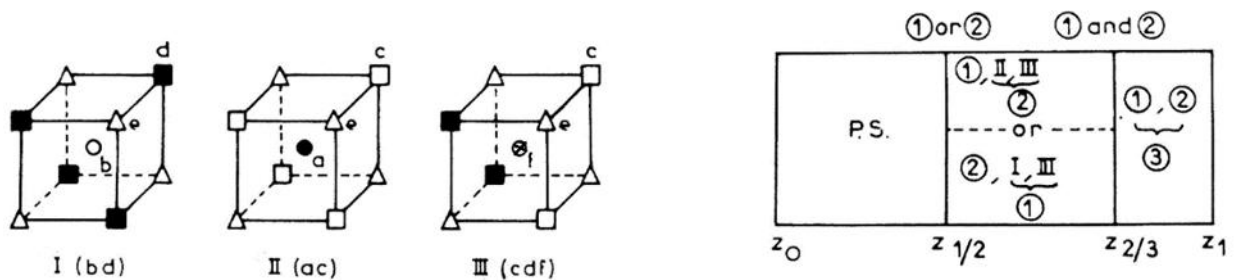 d
e
b
I (bd)
c
e
a
II (ac)
c
e
f
III (cdf)
① or ② ① and ②
①, II, III
②
P.S.
or
②, I, III
①
①, ②
③
z₀ z1/2 z2/3 z₁